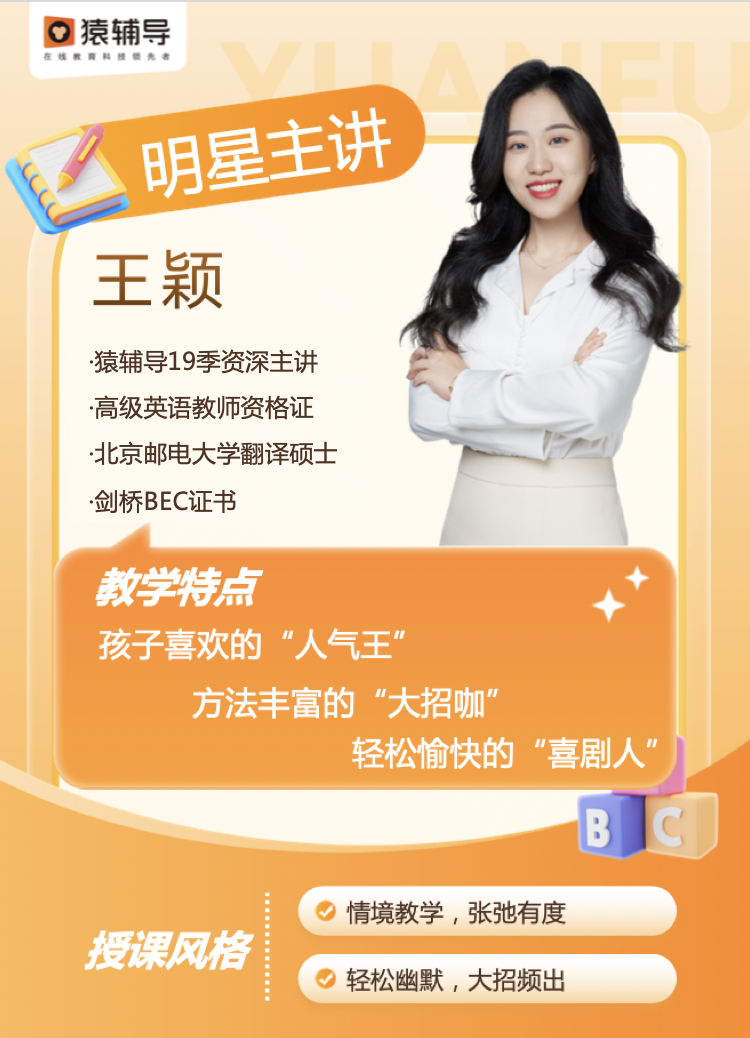 猿辅导
在线教育科技领先者
YUANFU
明星主讲
王颖
·猿辅导19季资深主讲
·高级英语教师资格证
·北京邮电大学翻译硕士
·剑桥BEC证书
教学特点
孩子喜欢的“人气王”
方法丰富的“大招咖”
轻松愉快的“喜剧人”
B C
授课风格
情境教学，张弛有度
轻松幽默，大招频出